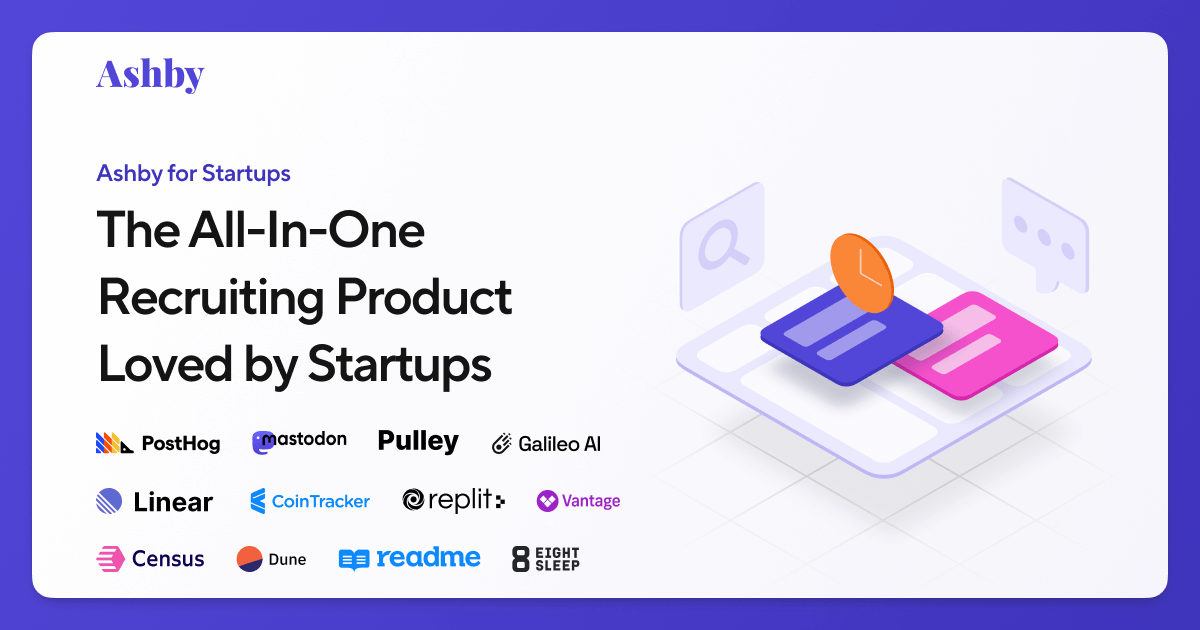 Ashby
Ashby for Startups
The All-In-One
Recruiting Product
Loved by Startups
PostHog
mastodon
Pulley
Galileo AI
Linear
CoinTracker
replit
Vantage
Census
Dune
readme
8 EIGHT
SLEEP